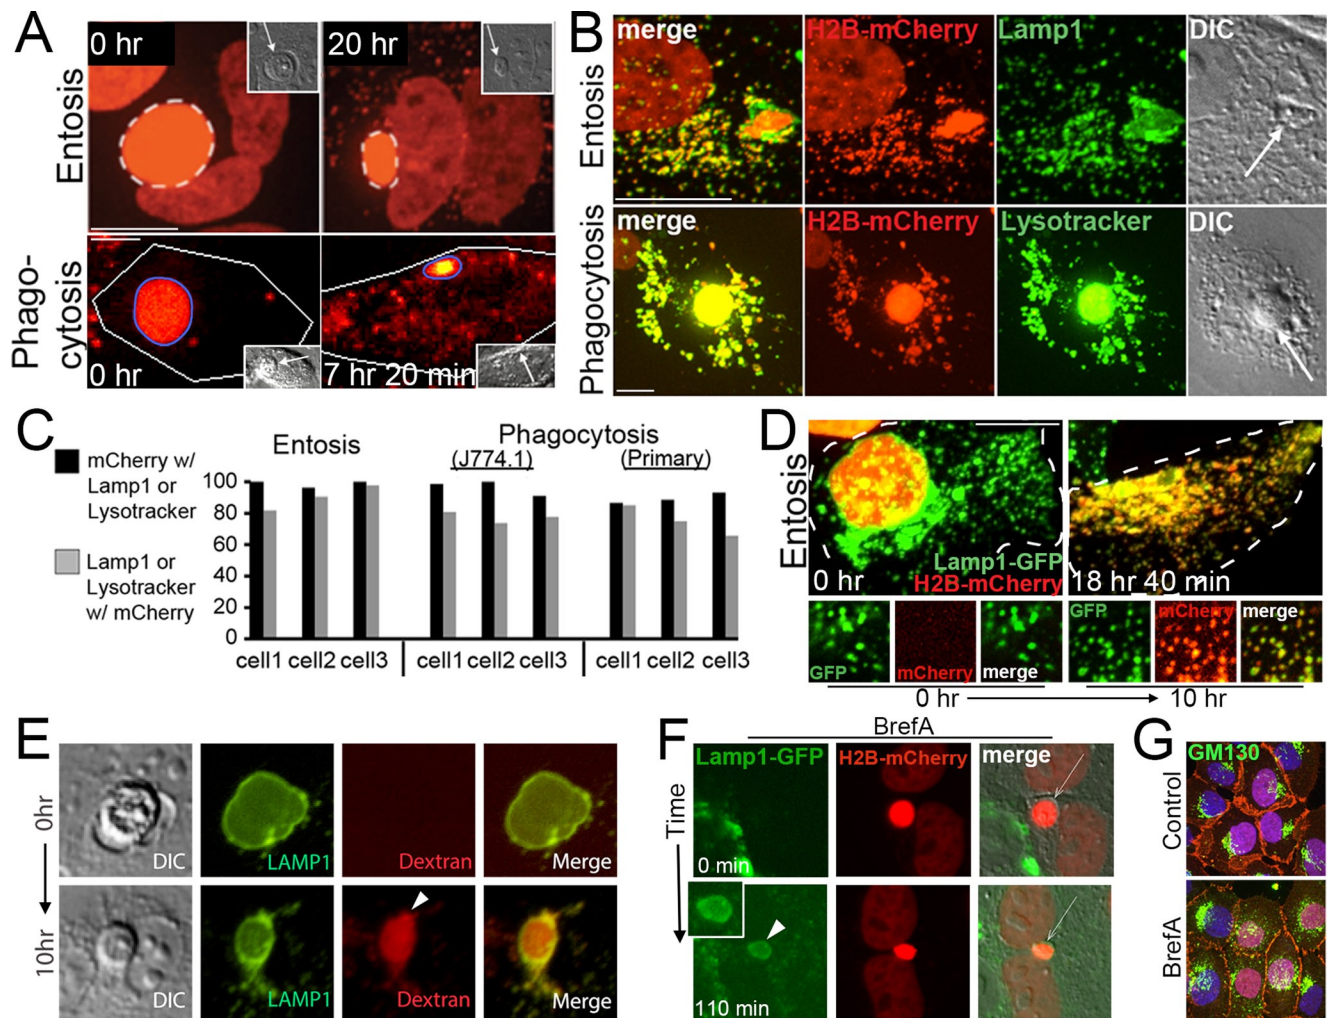 A
0 hr
20 hr
Entosis
Phago-
cytosis
0 hr
7 hr 20 min
B
merge
H2B-mCherry
Lamp1
DIC
Entosis
merge
H2B-mCherry
Lysotracker
DIC
Phagocytosis
C
mCherry w/
Lamp1 or
Lysotracker
Lamp1 or
Lysotracker
w/ mCherry
Entosis
Phagocytosis
(J774.1)
(Primary)
100
80
60
40
20
0
cell1 cell2 cell3
cell1 cell2 cell3
cell1 cell2 cell3
D
Entosis
Lamp1-GFP
H2B-mCherry
0 hr
18 hr 40 min
GFP
mCherry
merge
GFP
mCherry
merge
0 hr
10 hr
E
0hr
10hr
DIC
LAMP1
Dextran
Merge
DIC
LAMP1
Dextran
Merge
F
BrefA
Lamp1-GFP
H2B-mCherry
merge
Time
0 min
110 min
G
GM130
Control
BrefA